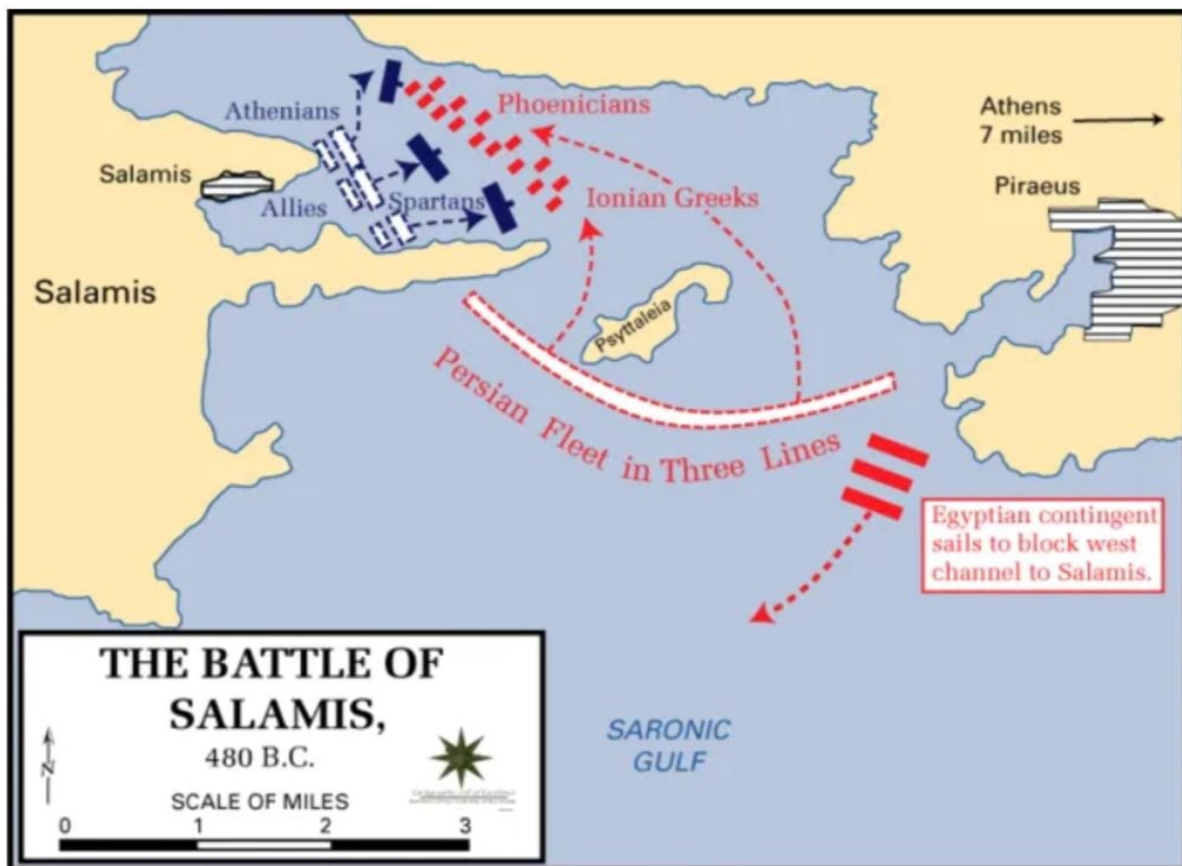 Athenians
Phoenicians
Athens
7 miles
Salamis
Piraeus
Allies
Spartans
Ionian Greeks
Salamis
Psyttaleia
Persian Fleet in Three Lines
Egyptian contingent
sails to block west
channel to Salamis.
THE BATTLE OF
SALAMIS,
480 B.C.
SARONIC
GULF
N
SCALE OF MILES
0 1 2 3